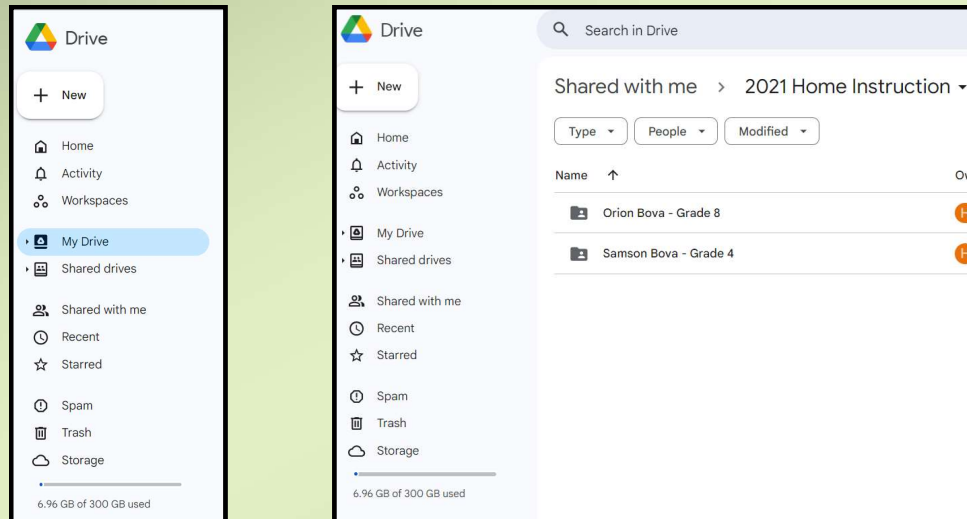 Drive
New
Home
Activity
Workspaces
My Drive
Shared drives
Shared with me
Recent
Starred
Spam
Trash
Storage
6.96 GB of 300 GB used
Drive
Search in Drive
New
Home
Activity
Workspaces
My Drive
Shared drives
Shared with me
Recent
Starred
Spam
Trash
Storage
6.96 GB of 300 GB used
Shared with me > 2021 Home Instruction
Type People Modified
Name
Orion Bova - Grade 8
Samson Bova - Grade 4